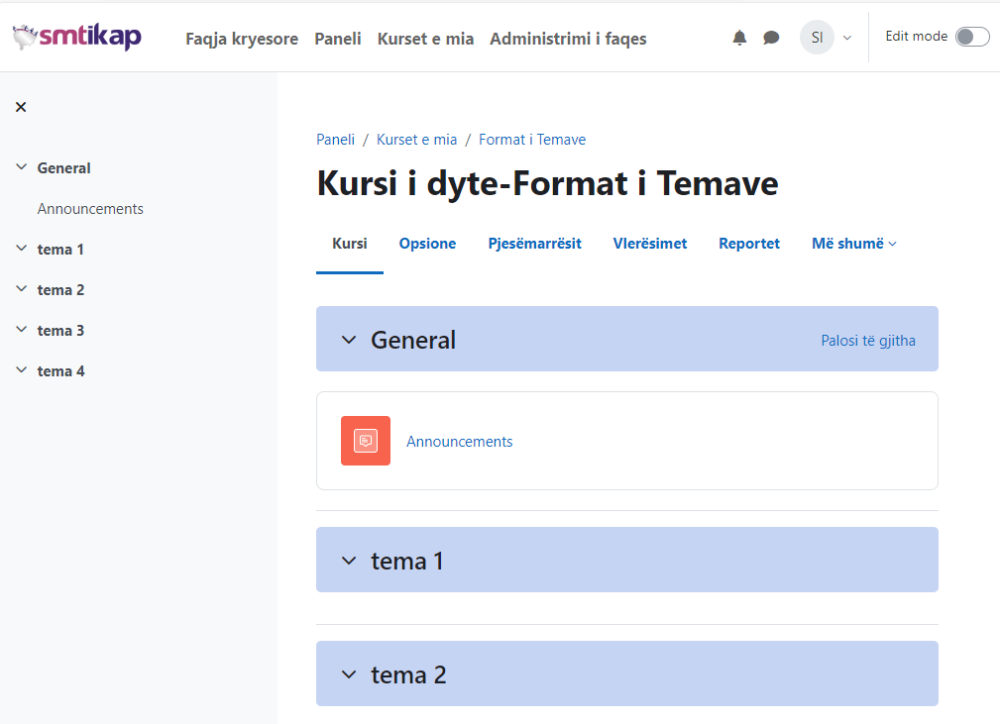 smtikap
Faqja kryesore Paneli Kurset e mia Administrimi i faqes
SI
Edit mode
General
Announcements
tema 1
tema 2
tema 3
tema 4
Paneli / Kurset e mia / Format i Temave
Kursi i dyte-Format i Temave
Kursi Opsione Pjesëmarrësit Vlerësimet Reportet Më shumë
General Palosi të gjitha
Announcements
tema 1
tema 2